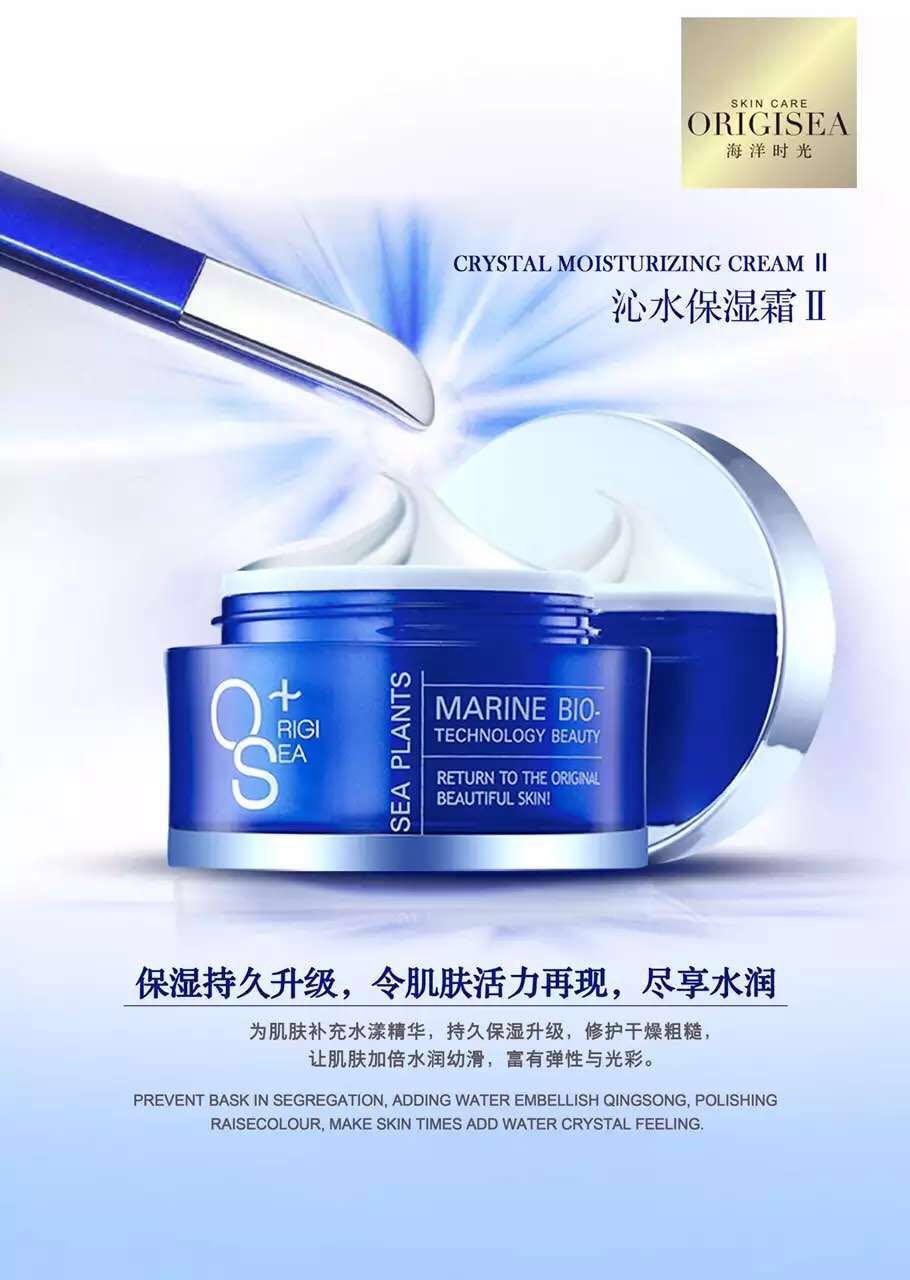 SKIN CARE
ORIGISEA
海洋时光
CRYSTAL MOISTURIZING CREAM II
沁水保湿霜II
O+
RIGI
SEA
SEA PLANTS
MARINE BIO-
TECHNOLOGY BEAUTY
RETURN TO THE ORIGINAL
BEAUTIFUL SKIN!
保湿持久升级，令肌肤活力再现，尽享水润
为肌肤补充水漾精华，持久保湿升级，修护干燥粗糙，
让肌肤加倍水润幼滑，富有弹性与光彩。
PREVENT BASK IN SEGREGATION, ADDING WATER EMBELLISH QINGSONG, POLISHING
RAISECOLOUR, MAKE SKIN TIMES ADD WATER CRYSTAL FEELING.